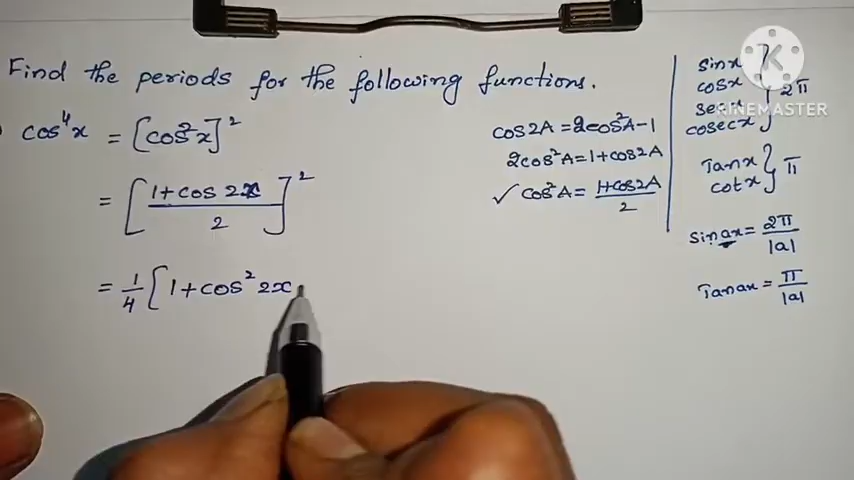 Find the periods for the following functions.
cos⁴x = [cos²x]²
= [(1+cos 2x)/2]²
= 1/4 [1+cos² 2x
cos2A = 2cos²A-1
2cos²A = 1+cos2A
✓ cos²A = (1+cos2A)/2
sinx
cosx
secx
cosecx
} 2π
Tanx
cotx
} π
sinax = 2π/|a|
Tanax = π/|a|
K
KINEMASTER